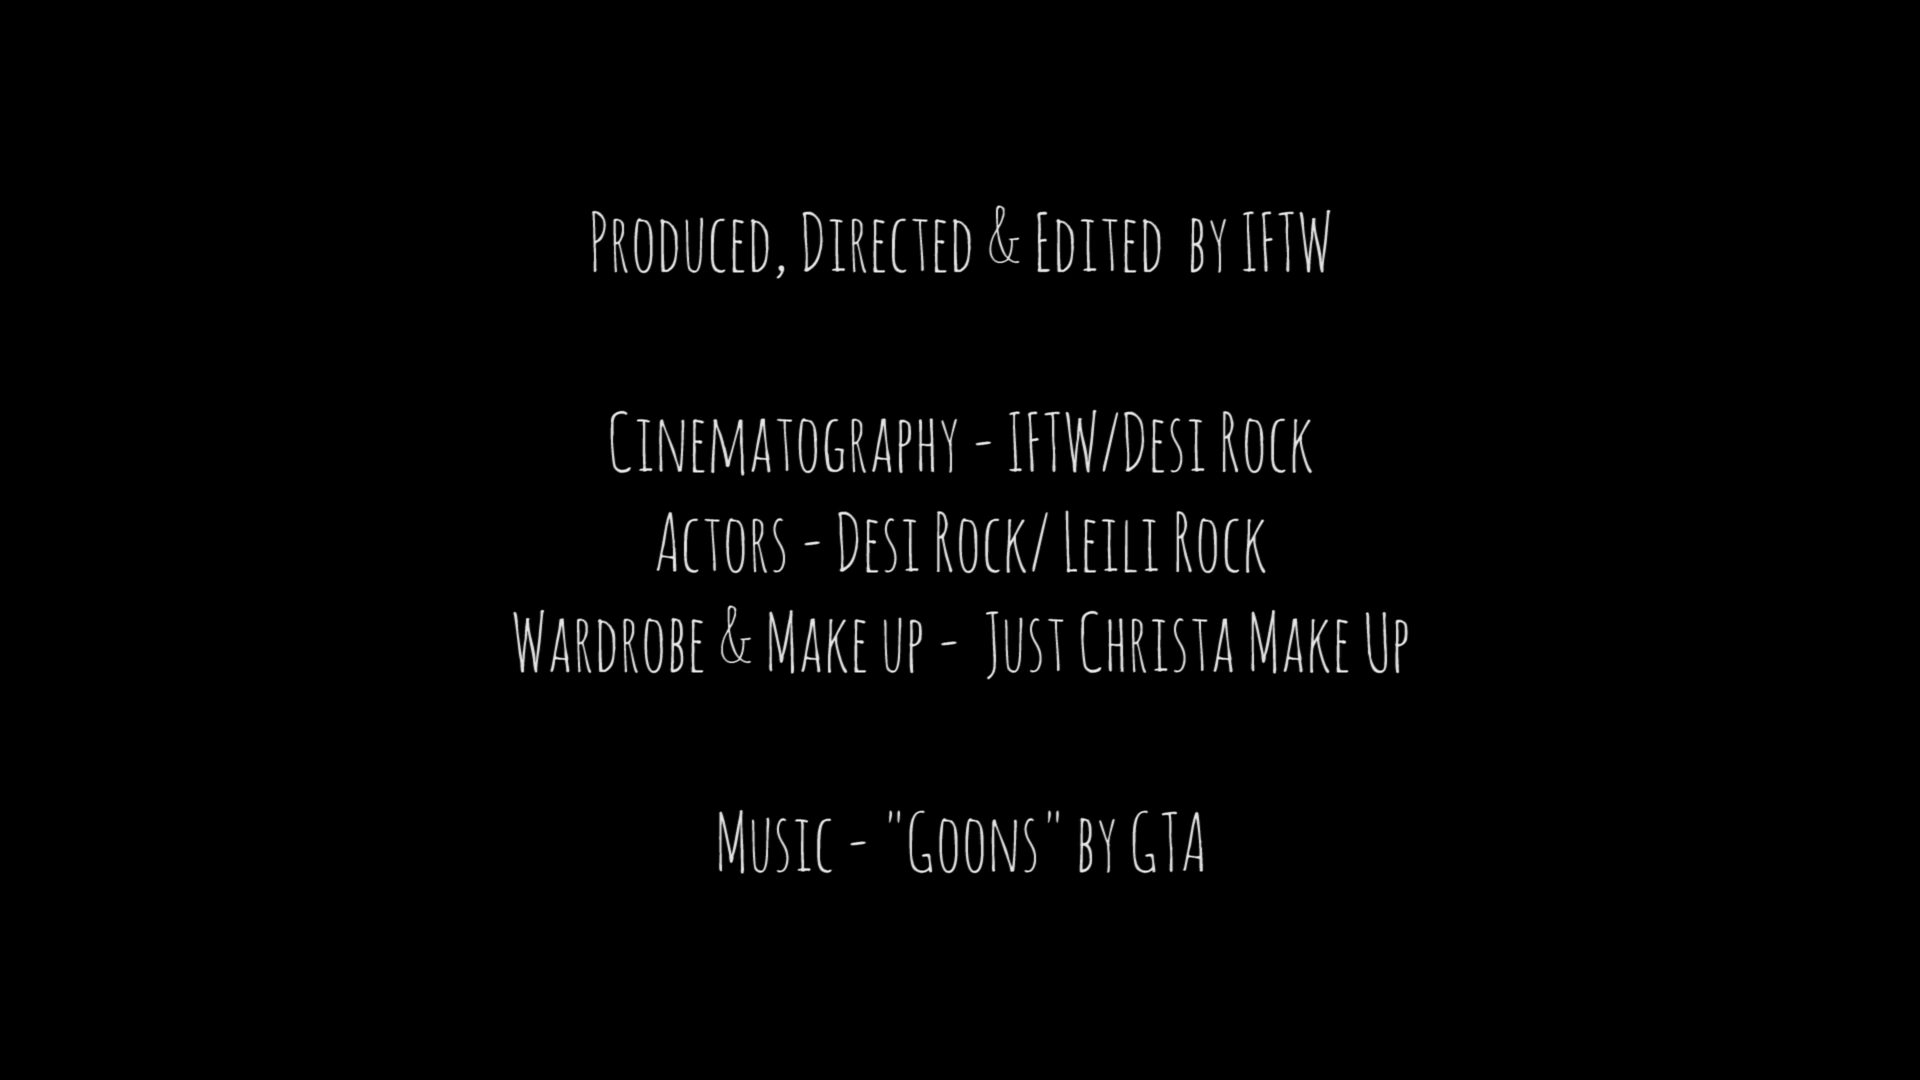 Produced, Directed & Edited by IFTW
Cinematography - IFTW/Desi Rock
Actors - Desi Rock/ Leili Rock
Wardrobe & Make up - Just Christa Make Up
Music - "Goons" by GTA